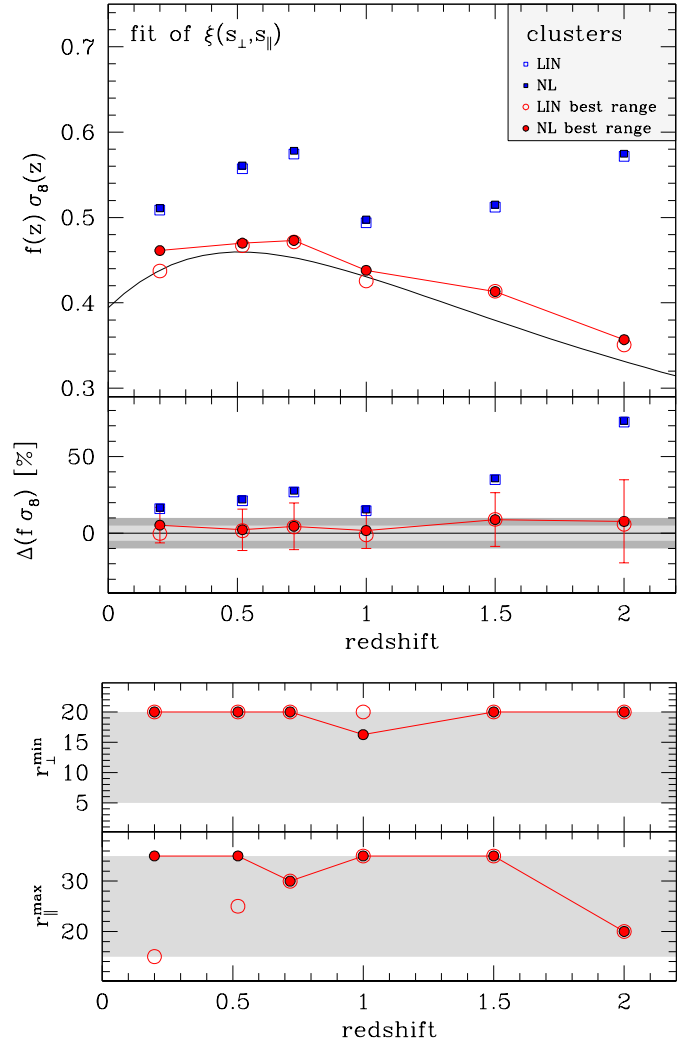 fit of ξ(s⊥,s∥)
clusters
LIN
NL
LIN best range
NL best range
f(z) σ8(z)
0.7
0.6
0.5
0.4
0.3
Δ(f σ8) [%]
50
0
0 0.5 1 1.5 2
redshift
r⊥min
20
15
10
5
r∥max
30
20
0 0.5 1 1.5 2
redshift